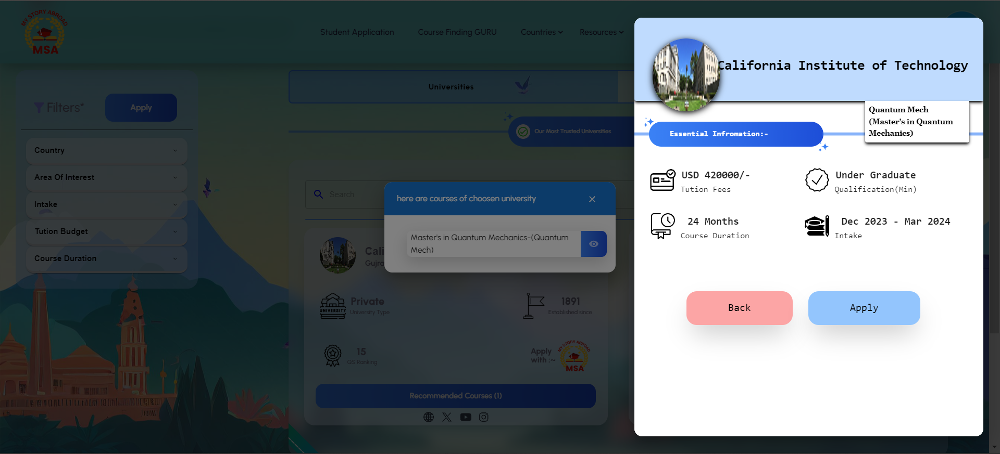 MY STORY ABROAD
MSA
Student Application
Course Finding GURU
Countries
Resources
Filters*
Apply
Country
Area Of Interest
Intake
Tution Budget
Course Duration
Universities
Our Most Trusted Universities
Search
Cali
Gujra
UNIVERSITY
Private
University Type
1891
Established since
15
QS Ranking
Apply
with :~
MY STORY ABROAD
MSA
Recommended Courses (1)
here are courses of choosen university
Master's in Quantum Mechanics-(Quantum
Mech)
California Institute of Technology
Quantum Mech
(Master's in Quantum
Mechanics)
Essential Infromation:-
USD 420000/-
Tution Fees
Under Graduate
Qualification(Min)
24 Months
Course Duration
Dec 2023 - Mar 2024
Intake
Back
Apply